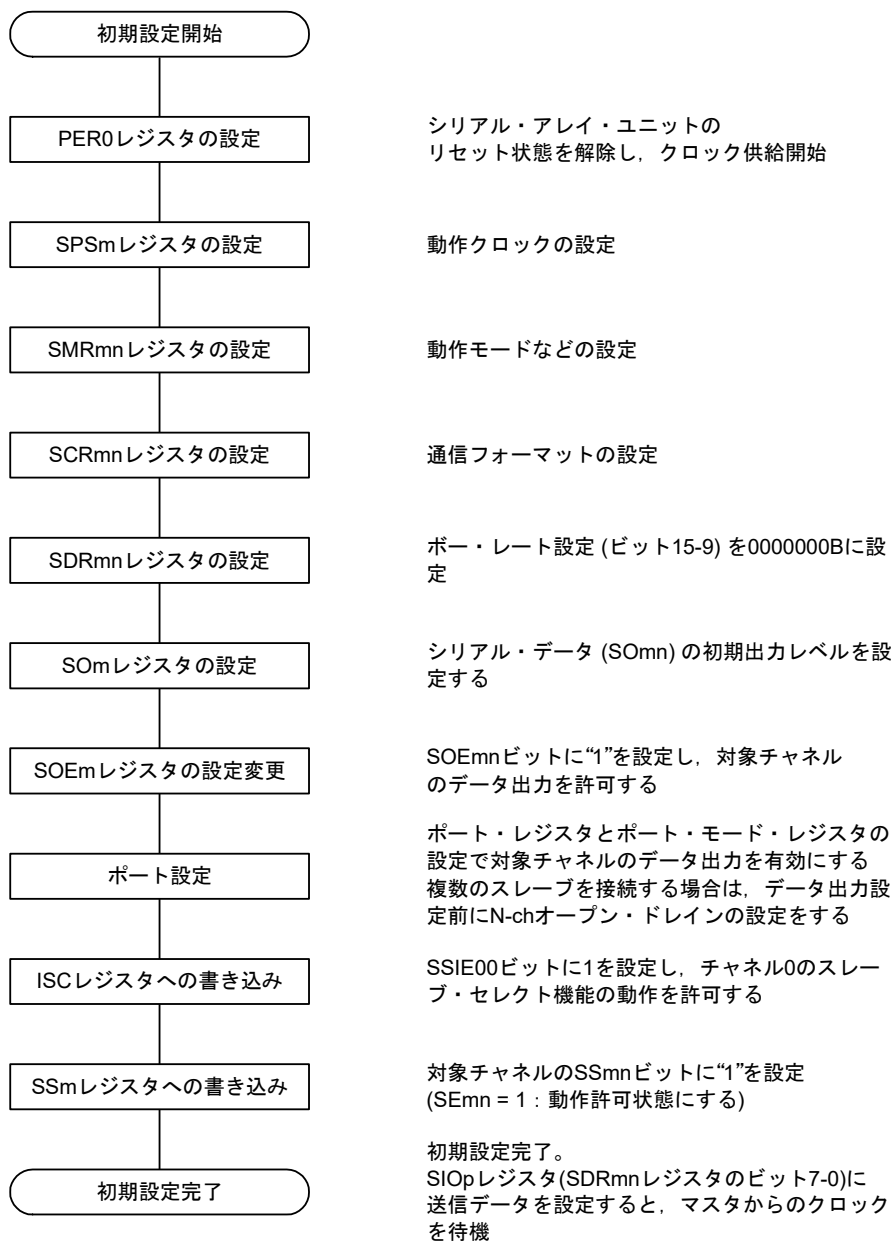 初期設定開始
PER0レジスタの設定
シリアル・アレイ・ユニットの
リセット状態を解除し，クロック供給開始
SPSmレジスタの設定
動作クロックの設定
SMRmnレジスタの設定
動作モードなどの設定
SCRmnレジスタの設定
通信フォーマットの設定
SDRmnレジスタの設定
ボー・レート設定 (ビット15-9) を0000000Bに設
定
SOmレジスタの設定
シリアル・データ (SOmn) の初期出力レベルを設
定する
SOEmレジスタの設定変更
SOEmnビットに“1”を設定し，対象チャネル
のデータ出力を許可する
ポート設定
ポート・レジスタとポート・モード・レジスタの
設定で対象チャネルのデータ出力を有効にする
複数のスレーブを接続する場合は，データ出力設
定前にN-chオープン・ドレインの設定をする
ISCレジスタへの書き込み
SSIE00ビットに1を設定し，チャネル0のスレー
ブ・セレクト機能の動作を許可する
SSmレジスタへの書き込み
対象チャネルのSSmnビットに“1”を設定
(SEmn = 1：動作許可状態にする)
初期設定完了
初期設定完了。
SIOpレジスタ(SDRmnレジスタのビット7-0)に
送信データを設定すると，マスタからのクロック
を待機